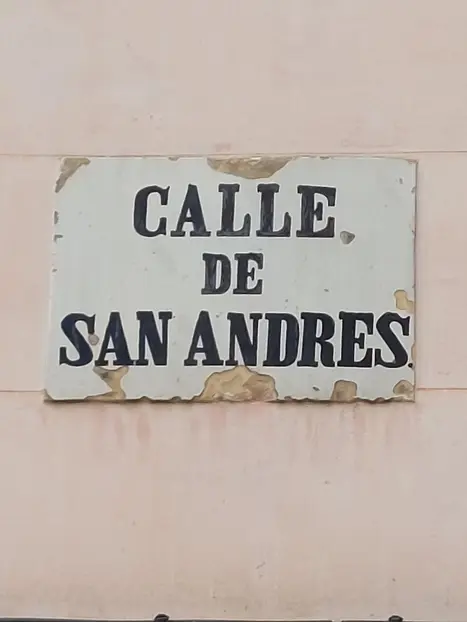 CALLE
DE
SAN ANDRES.